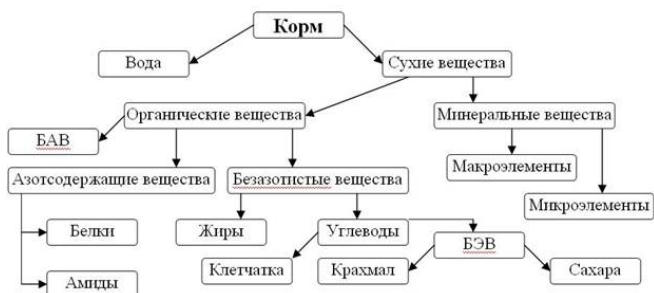 Корм
Вода
Сухие вещества
Органические вещества
Минеральные вещества
БАВ
Макроэлементы
Азотсодержащие вещества
Безазотистые вещества
Микроэлементы
Белки
Жиры
Углеводы
БЭВ
Клетчатка
Крахмал
Сахара
Амиды